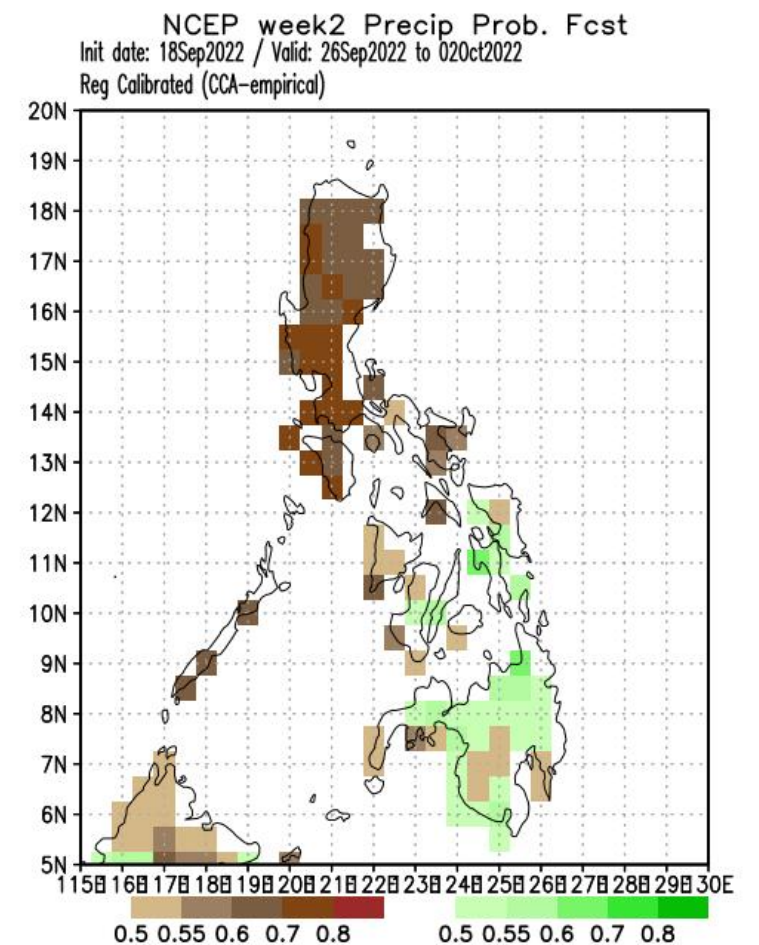 NCEP week2 Precip Prob. Fcst
Init date: 18Sep2022 / Valid: 26Sep2022 to 02Oct2022
Reg Calibrated (CCA-empirical)
20N
19N
18N
17N
16N
15N
14N
13N
12N
11N
10N
9N
8N
7N
6N
5N
115E 116E 117E 118E 119E 120E 121E 122E 123E 124E 125E 126E 127E 128E 129E 130E
0.5 0.55 0.6 0.7 0.8 0.5 0.55 0.6 0.7 0.8